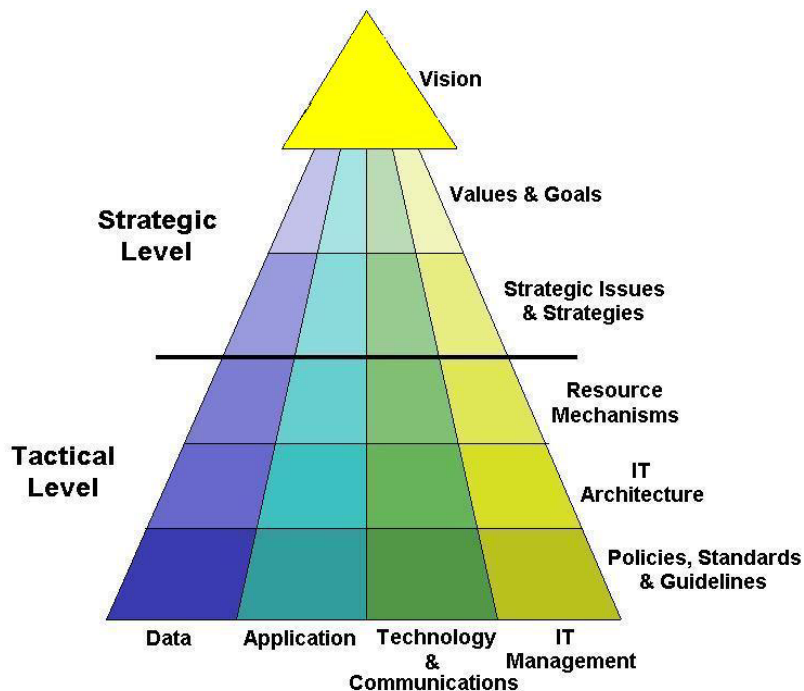 Vision
Values & Goals
Strategic
Level
Strategic Issues
& Strategies
Resource
Mechanisms
Tactical
Level
IT
Architecture
Policies, Standards
& Guidelines
Data
Application
Technology
&
Communications
IT
Management